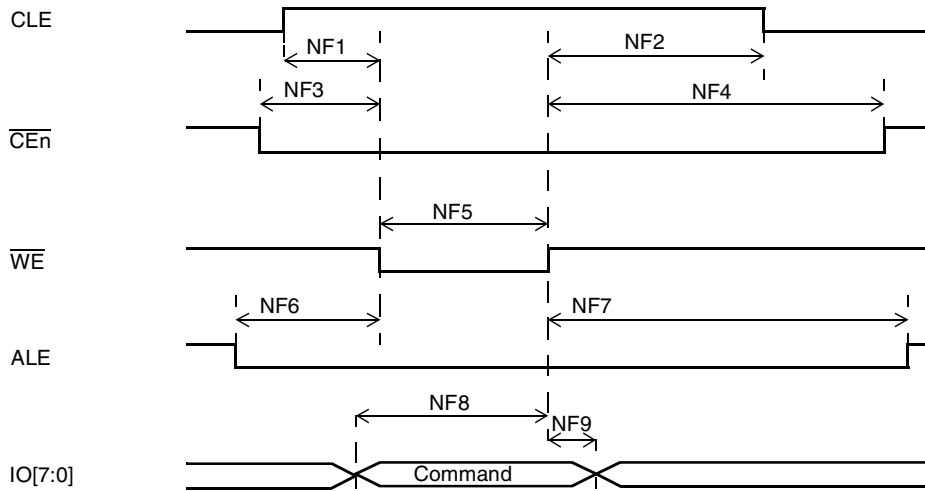 CLE
NF1
NF2
NF3
NF4
CEn
NF5
WE
NF6
NF7
ALE
NF8
NF9
IO[7:0]
Command